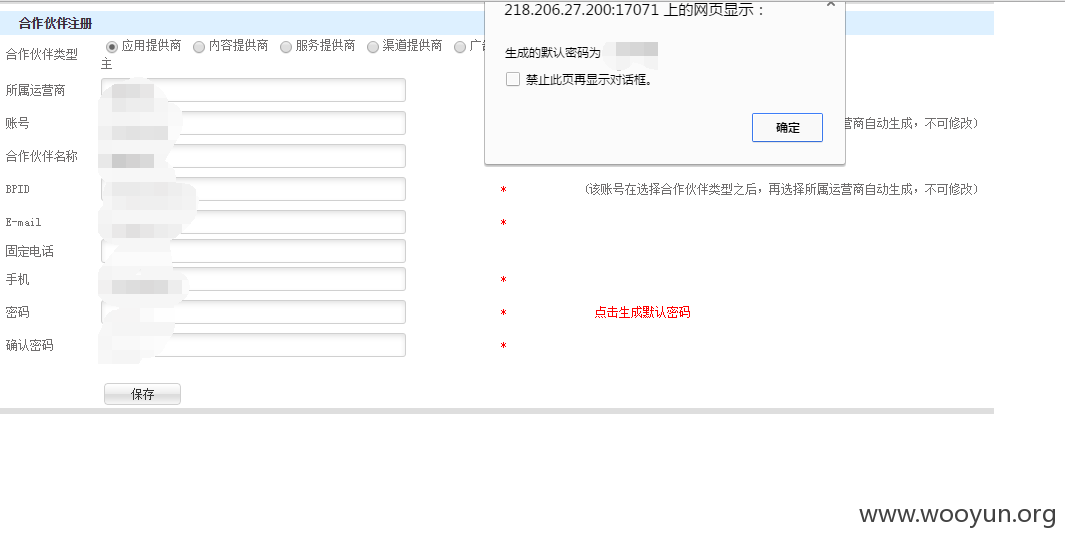 218.206.27.200:17071 上的网页显示：
合作伙伴注册
合作伙伴类型 应用提供商 内容提供商 服务提供商 渠道提供商
主
生成的默认密码为
禁止此页再显示对话框。
确定
所属运营商
账号 营商自动生成，不可修改）
合作伙伴名称
BPID * （该账号在选择合作伙伴类型之后，再选择所属运营商自动生成，不可修改）
E-mail *
固定电话
手机 *
密码 * 点击生成默认密码
确认密码 *
保存
www.wooyun.org